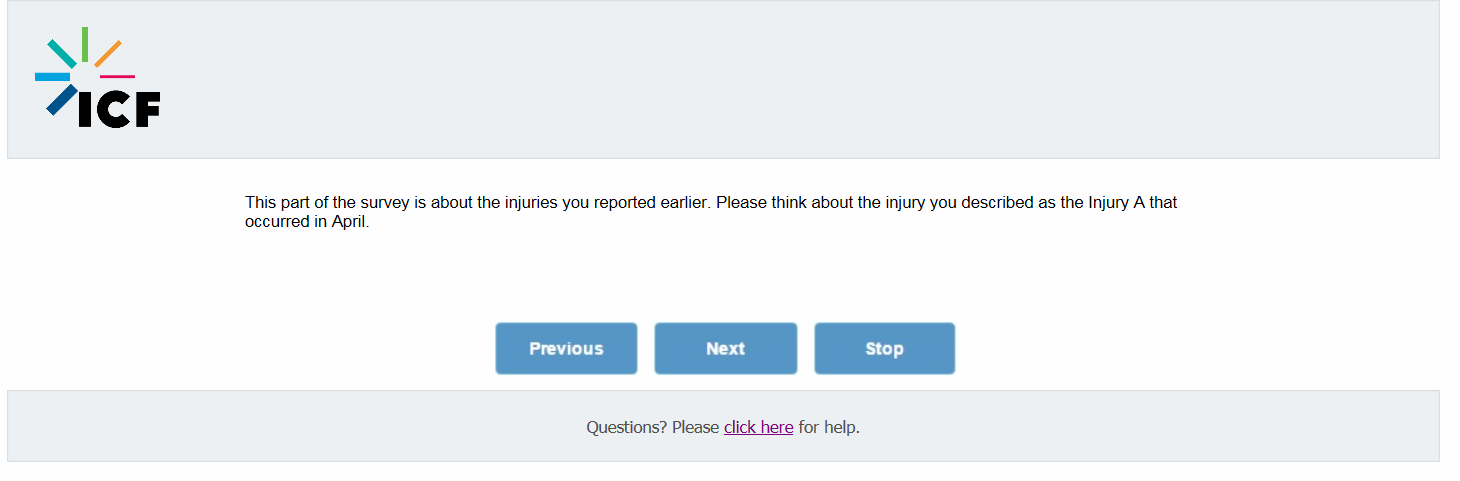 ICF
This part of the survey is about the injuries you reported earlier. Please think about the injury you described as the Injury A that
occurred in April.
Previous Next Stop
Questions? Please click here for help.